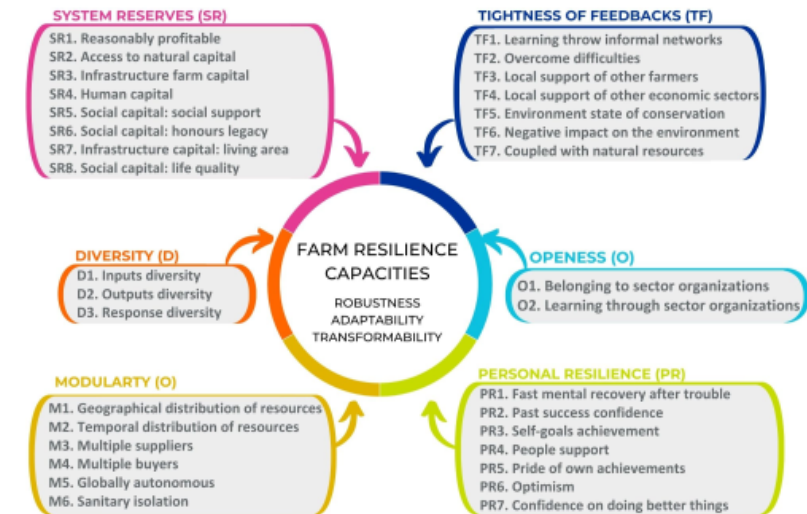 SYSTEM RESERVES (SR)
SR1. Reasonably profitable
SR2. Access to natural capital
SR3. Infrastructure farm capital
SR4. Human capital
SR5. Social capital: social support
SR6. Social capital: honours legacy
SR7. Infrastructure capital: living area
SR8. Social capital: life quality
TIGHTNESS OF FEEDBACKS (TF)
TF1. Learning throw informal networks
TF2. Overcome difficulties
TF3. Local support of other farmers
TF4. Local support of other economic sectors
TF5. Environment state of conservation
TF6. Negative impact on the environment
TF7. Coupled with natural resources
DIVERSITY (D)
D1. Inputs diversity
D2. Outputs diversity
D3. Response diversity
FARM RESILIENCE
CAPACITIES
ROBUSTNESS
ADAPTABILITY
TRANSFORMABILITY
OPENESS (O)
O1. Belonging to sector organizations
O2. Learning through sector organizations
MODULARTY (O)
M1. Geographical distribution of resources
M2. Temporal distribution of resources
M3. Multiple suppliers
M4. Multiple buyers
M5. Globally autonomous
M6. Sanitary isolation
PERSONAL RESILIENCE (PR)
PR1. Fast mental recovery after trouble
PR2. Past success confidence
PR3. Self-goals achievement
PR4. People support
PR5. Pride of own achievements
PR6. Optimism
PR7. Confidence on doing better things